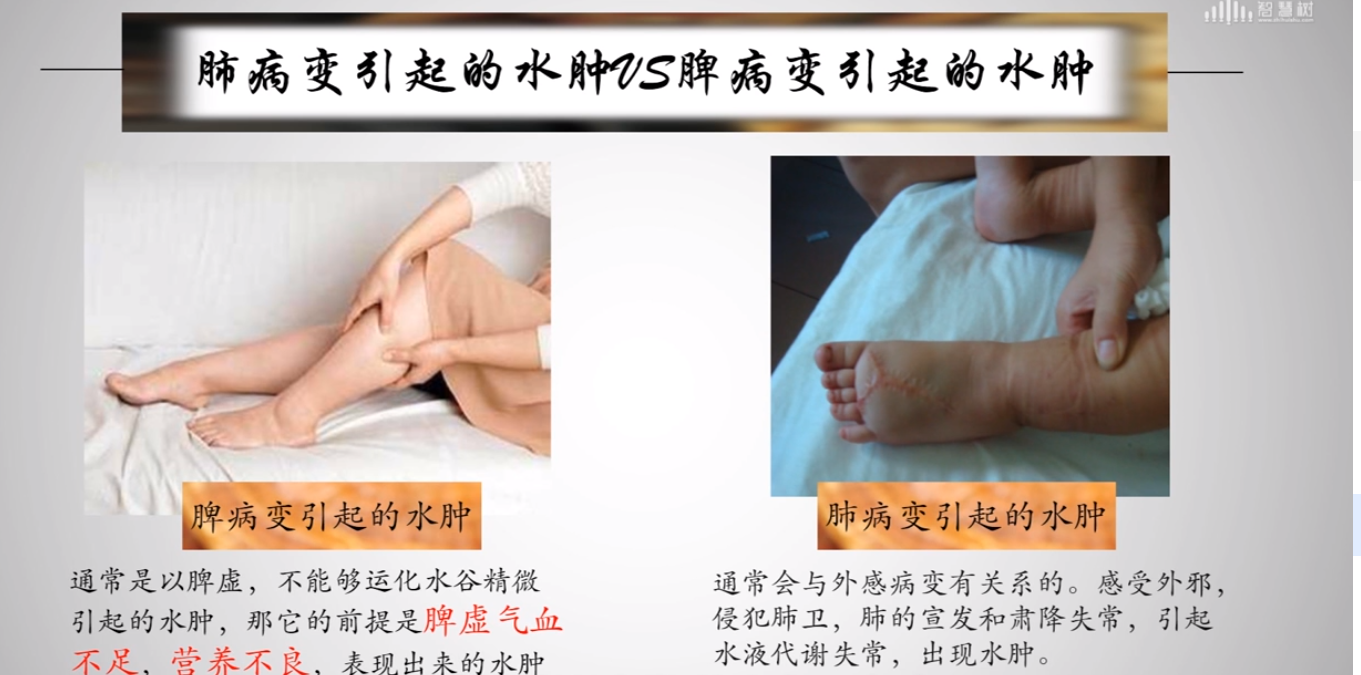 智慧树
www.zhihuishu.com
肺病变引起的水肿VS脾病变引起的水肿
脾病变引起的水肿
通常是以脾虚，不能够运化水谷精微
引起的水肿，那它的前提是脾虚气血
不足，营养不良，表现出来的水肿
肺病变引起的水肿
通常会与外感病变有关系的。感受外邪，
侵犯肺卫，肺的宣发和肃降失常，引起
水液代谢失常，出现水肿。